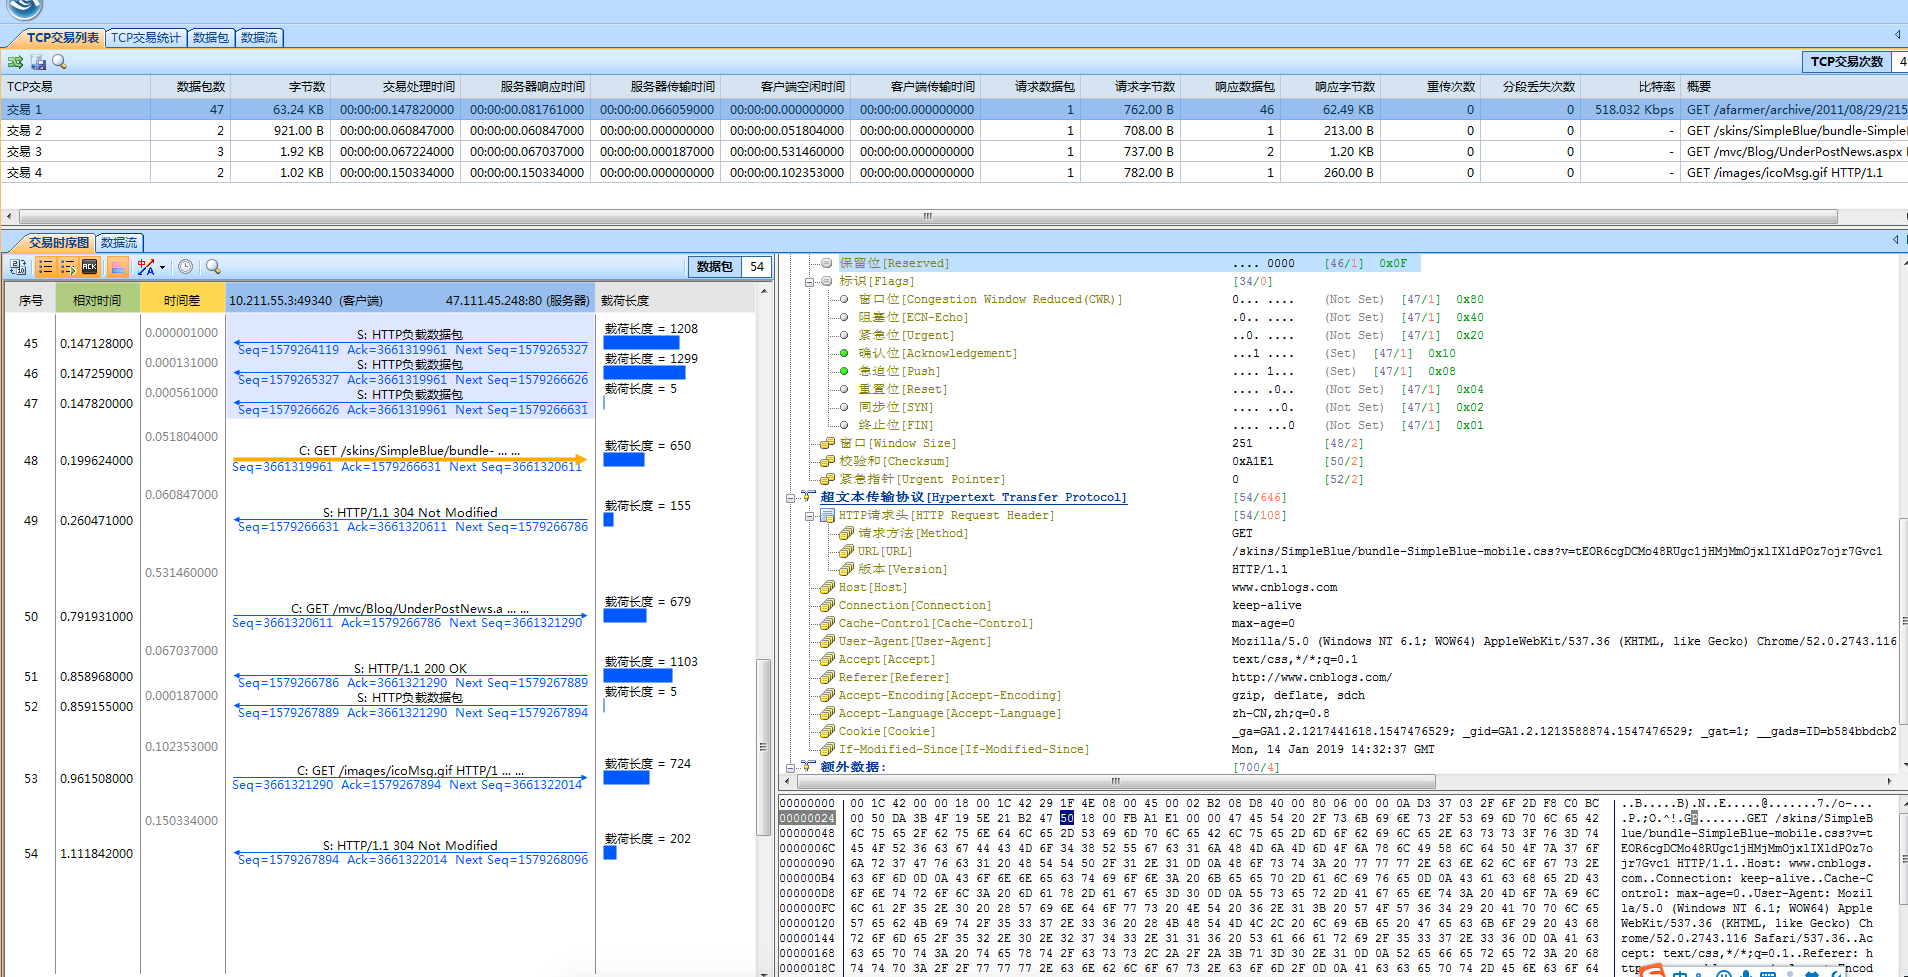 TCP交易列表 TCP交易统计 数据包 数据流
TCP交易次数 4
TCP交易 数据包数 字节数 交易处理时间 服务器响应时间 服务器传输时间 客户端空闲时间 客户端传输时间 请求数据包 请求字节数 响应数据包 响应字节数 重传次数 分段丢失次数 比特率 概要
交易 1 47 63.24 KB 00:00:00.147820000 00:00:00.081761000 00:00:00.066059000 00:00:00.000000000 00:00:00.000000000 1 762.00 B 46 62.49 KB 0 0 518.032 Kbps GET /afarmer/archive/2011/08/29/215
交易 2 2 921.00 B 00:00:00.060847000 00:00:00.060847000 00:00:00.000000000 00:00:00.051804000 00:00:00.000000000 1 708.00 B 1 213.00 B 0 0 - GET /skins/SimpleBlue/bundle-Simple
交易 3 3 1.92 KB 00:00:00.067224000 00:00:00.067037000 00:00:00.000187000 00:00:00.531460000 00:00:00.000000000 1 737.00 B 2 1.20 KB 0 0 - GET /mvc/Blog/UnderPostNews.aspx
交易 4 2 1.02 KB 00:00:00.150334000 00:00:00.150334000 00:00:00.000000000 00:00:00.102353000 00:00:00.000000000 1 782.00 B 1 260.00 B 0 0 - GET /images/icoMsg.gif HTTP/1.1
交易时序图 数据流
ACK 数据包 54
序号 相对时间 时间差 10.211.55.3:49340 (客户端) 47.111.45.248:80 (服务器) 载荷长度
0.000001000
45 0.147128000 S: HTTP负载数据包 载荷长度 = 1208
Seq=1579264119 Ack=3661319961 Next Seq=1579265327
0.000131000
46 0.147259000 S: HTTP负载数据包 载荷长度 = 1299
Seq=1579265327 Ack=3661319961 Next Seq=1579266626
0.000561000
47 0.147820000 S: HTTP负载数据包 载荷长度 = 5
Seq=1579266626 Ack=3661319961 Next Seq=1579266631
0.051804000
48 0.199624000 C: GET /skins/SimpleBlue/bundle- ... ... 载荷长度 = 650
Seq=3661319961 Ack=1579266631 Next Seq=3661320611
0.060847000
49 0.260471000 S: HTTP/1.1 304 Not Modified 载荷长度 = 155
Seq=1579266631 Ack=3661320611 Next Seq=1579266786
0.531460000
50 0.791931000 C: GET /mvc/Blog/UnderPostNews.a ... ... 载荷长度 = 679
Seq=3661320611 Ack=1579266786 Next Seq=3661321290
0.067037000
51 0.858968000 S: HTTP/1.1 200 OK 载荷长度 = 1103
Seq=1579266786 Ack=3661321290 Next Seq=1579267889
0.000187000
52 0.859155000 S: HTTP负载数据包 载荷长度 = 5
Seq=1579267889 Ack=3661321290 Next Seq=1579267894
0.102353000
53 0.961508000 C: GET /images/icoMsg.gif HTTP/1 ... ... 载荷长度 = 724
Seq=3661321290 Ack=1579267894 Next Seq=3661322014
0.150334000
54 1.111842000 S: HTTP/1.1 304 Not Modified 载荷长度 = 202
Seq=1579267894 Ack=3661322014 Next Seq=1579268096
保留位[Reserved] .... 0000 [46/1] 0x0F
标识[Flags] [34/0]
窗口位[Congestion Window Reduced(CWR)] 0... .... (Not Set) [47/1] 0x80
阻塞位[ECN-Echo] .0.. .... (Not Set) [47/1] 0x40
紧急位[Urgent] ..0. .... (Not Set) [47/1] 0x20
确认位[Acknowledgement] ...1 .... (Set) [47/1] 0x10
急迫位[Push] .... 1... (Set) [47/1] 0x08
重置位[Reset] .... .0.. (Not Set) [47/1] 0x04
同步位[SYN] .... ..0. (Not Set) [47/1] 0x02
终止位[FIN] .... ...0 (Not Set) [47/1] 0x01
窗口[Window Size] 251 [48/2]
校验和[Checksum] 0xA1E1 [50/2]
紧急指针[Urgent Pointer] 0 [52/2]
超文本传输协议[Hypertext Transfer Protocol] [54/646]
HTTP请求头[HTTP Request Header] [54/108]
请求方法[Method] GET
URL[URL] /skins/SimpleBlue/bundle-SimpleBlue-mobile.css?v=tEOR6cgDCMo48RUgc1jHMjMmOjxlIXldPOz7ojr7Gvc1
版本[Version] HTTP/1.1
Host[Host] www.cnblogs.com
Connection[Connection] keep-alive
Cache-Control[Cache-Control] max-age=0
User-Agent[User-Agent] Mozilla/5.0 (Windows NT 6.1; WOW64) AppleWebKit/537.36 (KHTML, like Gecko) Chrome/52.0.2743.116
Accept[Accept] text/css,*/*;q=0.1
Referer[Referer] http://www.cnblogs.com/
Accept-Encoding[Accept-Encoding] gzip, deflate, sdch
Accept-Language[Accept-Language] zh-CN,zh;q=0.8
Cookie[Cookie] _ga=GA1.2.1217441618.1547476529; _gid=GA1.2.1213588874.1547476529; _gat=1; __gads=ID=b584bbdcb2
If-Modified-Since[If-Modified-Since] Mon, 14 Jan 2019 14:32:37 GMT
额外数据: [700/4]
00000000 00 1C 42 00 00 18 00 1C 42 29 1F 4E 08 00 45 00 02 B2 08 D8 40 00 80 06 00 00 0A D3 37 03 2F 6F 2D F8 C0 BC ..B.....B).N..E.....@.......7./o-...
00000024 00 50 DA 3B 4F 19 5E 21 B2 47 50 18 00 FB A1 E1 00 00 47 45 54 20 2F 73 6B 69 6E 73 2F 53 69 6D 70 6C 65 42 .P.;O.^!.GP.......GET /skins/SimpleB
00000048 6C 75 65 2F 62 75 6E 64 6C 65 2D 53 69 6D 70 6C 65 42 6C 75 65 2D 6D 6F 62 69 6C 65 2E 63 73 73 3F 76 3D 74 lue/bundle-SimpleBlue-mobile.css?v=t
0000006C 45 4F 52 36 63 67 44 43 4D 6F 34 38 52 55 67 63 31 6A 48 4D 6A 4D 6D 4F 6A 78 6C 49 58 6C 64 50 4F 7A 37 6F EOR6cgDCMo48RUgc1jHMjMmOjxlIXldPOz7o
00000090 6A 72 37 47 76 63 31 20 48 54 54 50 2F 31 2E 31 0D 0A 48 6F 73 74 3A 20 77 77 77 2E 63 6E 62 6C 6F 67 73 2E jr7Gvc1 HTTP/1.1..Host: www.cnblogs.
000000B4 63 6F 6D 0D 0A 43 6F 6E 6E 65 63 74 69 6F 6E 3A 20 6B 65 65 70 2D 61 6C 69 76 65 0D 0A 43 61 63 68 65 2D 43 com..Connection: keep-alive..Cache-C
000000D8 6F 6E 74 72 6F 6C 3A 20 6D 61 78 2D 61 67 65 3D 30 0D 0A 55 73 65 72 2D 41 67 65 6E 74 3A 20 4D 6F 7A 69 6C ontrol: max-age=0..User-Agent: Mozil
000000FC 6C 61 2F 35 2E 30 20 28 57 69 6E 64 6F 77 73 20 4E 54 20 36 2E 31 3B 20 57 4F 57 36 34 29 20 41 70 70 6C 65 la/5.0 (Windows NT 6.1; WOW64) Apple
00000120 57 65 62 4B 69 74 2F 35 33 37 2E 33 36 20 28 4B 48 54 4D 4C 2C 20 6C 69 6B 65 20 47 65 63 6B 6F 29 20 43 68 WebKit/537.36 (KHTML, like Gecko) Ch
00000144 72 6F 6D 65 2F 35 32 2E 30 2E 32 37 34 33 2E 31 31 36 20 53 61 66 61 72 69 2F 35 33 37 2E 33 36 0D 0A 41 63 rome/52.0.2743.116 Safari/537.36..Ac
00000168 63 65 70 74 3A 20 74 65 78 74 2F 63 73 73 2C 2A 2F 2A 3B 71 3D 30 2E 31 0D 0A 52 65 66 65 72 65 72 3A 20 68 cept: text/css,*/*;q=0.1..Referer: h
0000018C 74 74 70 3A 2F 2F 77 77 77 2E 63 6E 62 6C 6F 67 73 2E 63 6F 6D 2F 0D 0A 41 63 63 65 70 74 2D 45 6E 63 6F 64